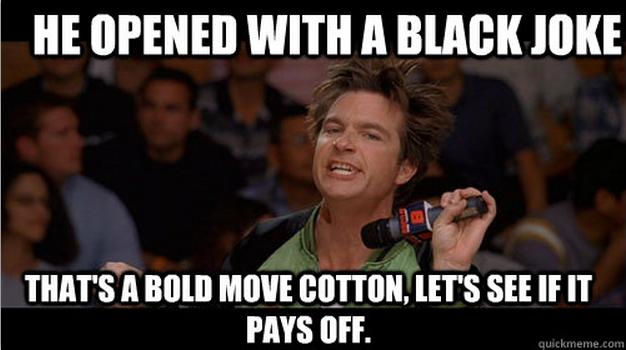 HE OPENED WITH A BLACK JOKE
THAT'S A BOLD MOVE COTTON, LET'S SEE IF IT
PAYS OFF.
quickmeme.com